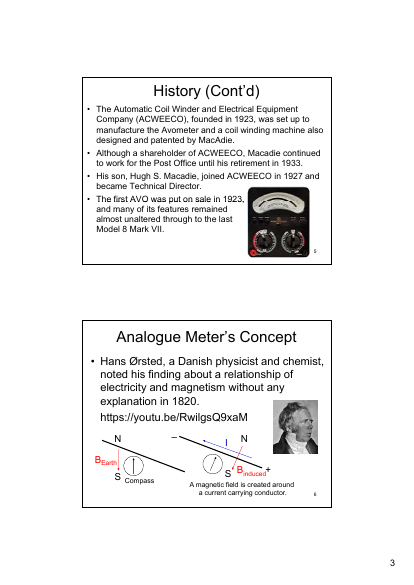 History (Cont’d)
• The Automatic Coil Winder and Electrical Equipment
Company (ACWEECO), founded in 1923, was set up to
manufacture the Avometer and a coil winding machine also
designed and patented by MacAdie.
• Although a shareholder of ACWEECO, Macadie continued
to work for the Post Office until his retirement in 1933.
• His son, Hugh S. Macadie, joined ACWEECO in 1927 and
became Technical Director.
• The first AVO was put on sale in 1923,
and many of its features remained
almost unaltered through to the last
Model 8 Mark VII.
5
Analogue Meter’s Concept
• Hans Ørsted, a Danish physicist and chemist,
noted his finding about a relationship of
electricity and magnetism without any
explanation in 1820.
https://youtu.be/RwilgsQ9xaM
N
BEarth
S
Compass
–
I
N
S
Binduced
+
A magnetic field is created around
a current carrying conductor.
6
3